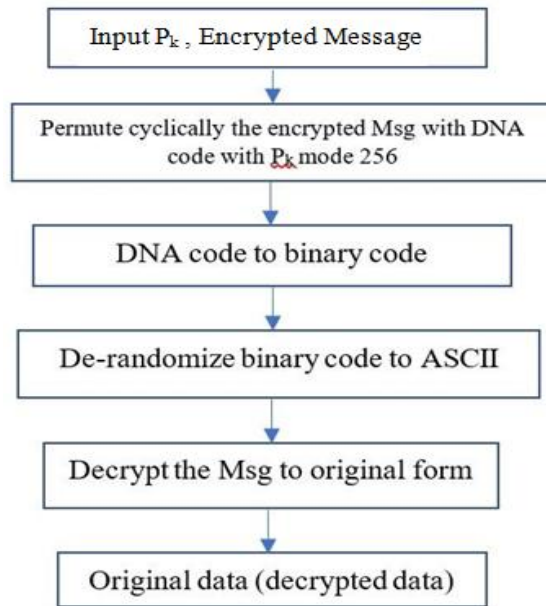 Input Pk , Encrypted Message
Permute cyclically the encrypted Msg with DNA
code with Pk mode 256
DNA code to binary code
De-randomize binary code to ASCII
Decrypt the Msg to original form
Original data (decrypted data)